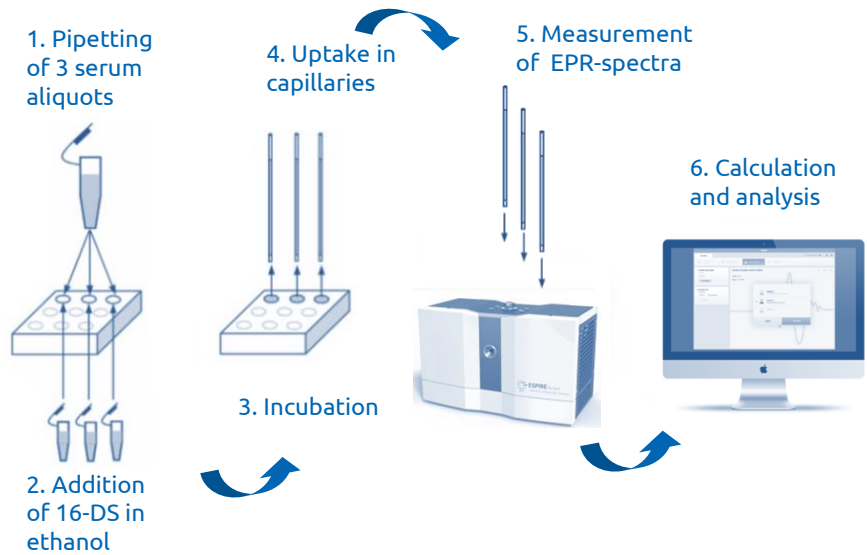 1. Pipetting
of 3 serum
aliquots
2. Addition
of 16-DS in
ethanol
3. Incubation
4. Uptake in
capillaries
5. Measurement
of EPR-spectra
ESPIRE
6. Calculation
and analysis